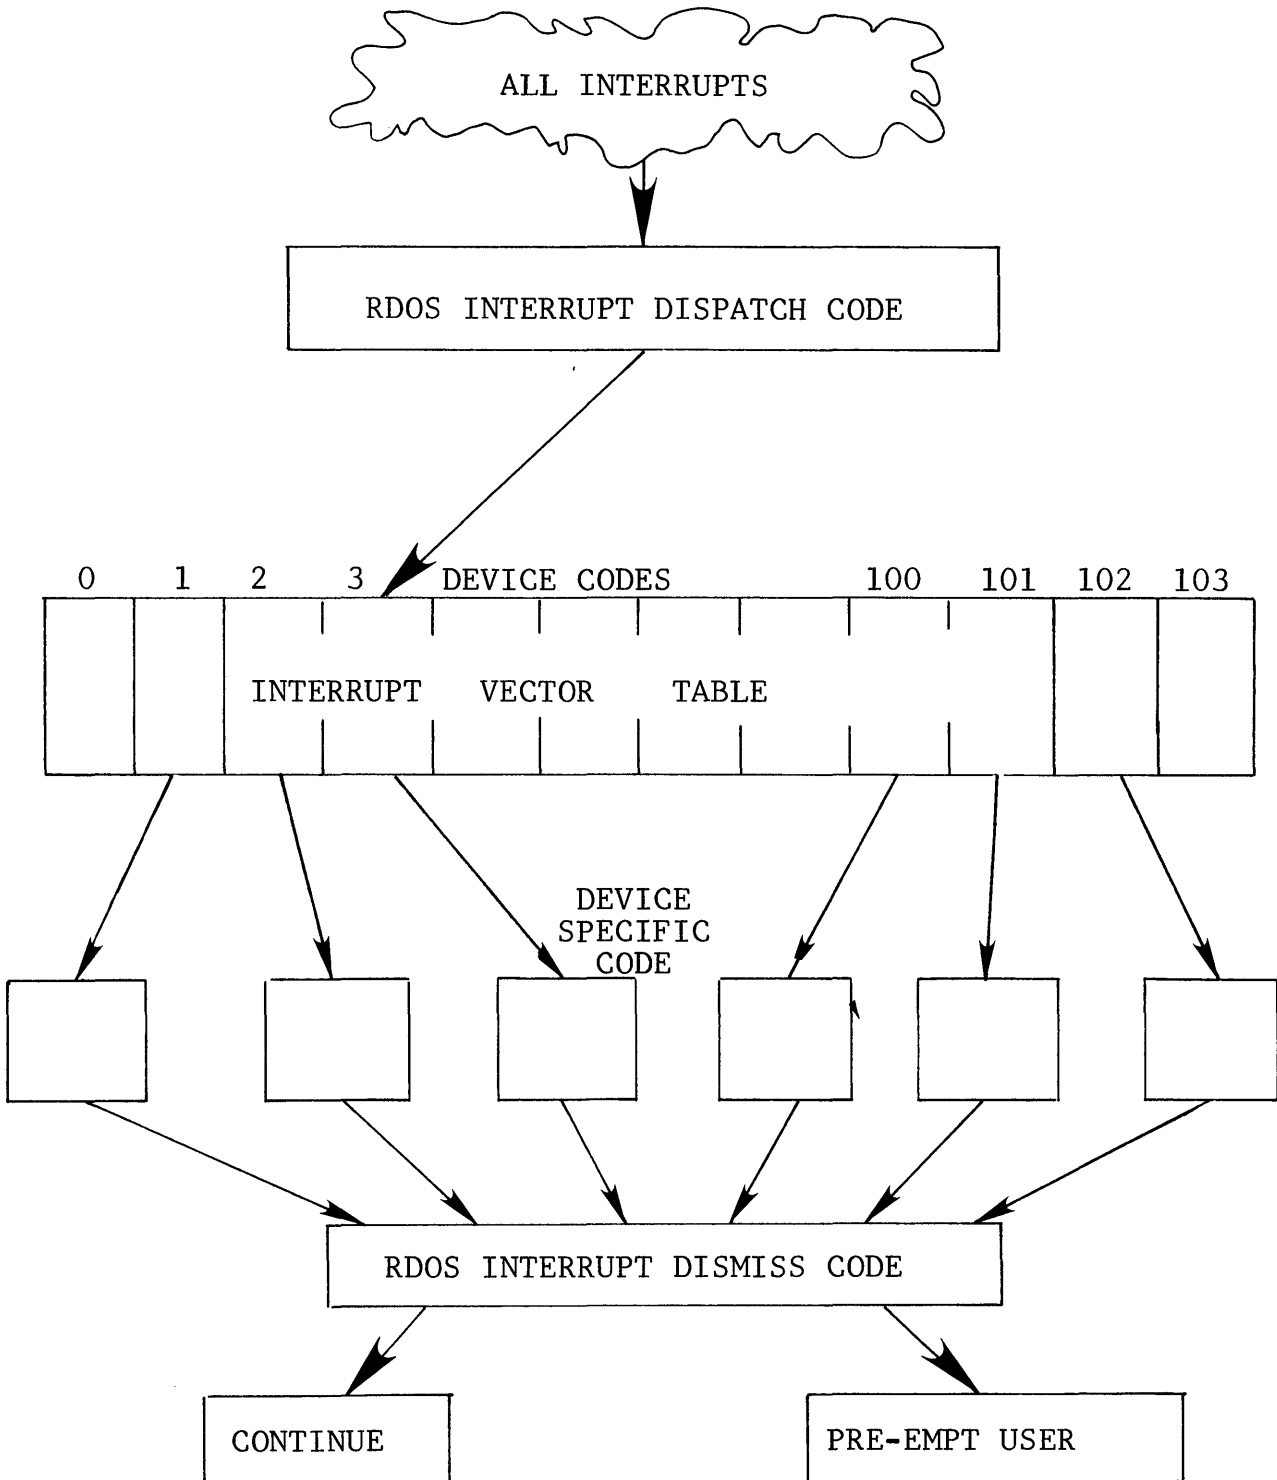 ALL INTERRUPTS
RDOS INTERRUPT DISPATCH CODE
0 1 2 3 DEVICE CODES 100 101 102 103
INTERRUPT VECTOR TABLE
DEVICE
SPECIFIC
CODE
RDOS INTERRUPT DISMISS CODE
CONTINUE PRE-EMPT USER